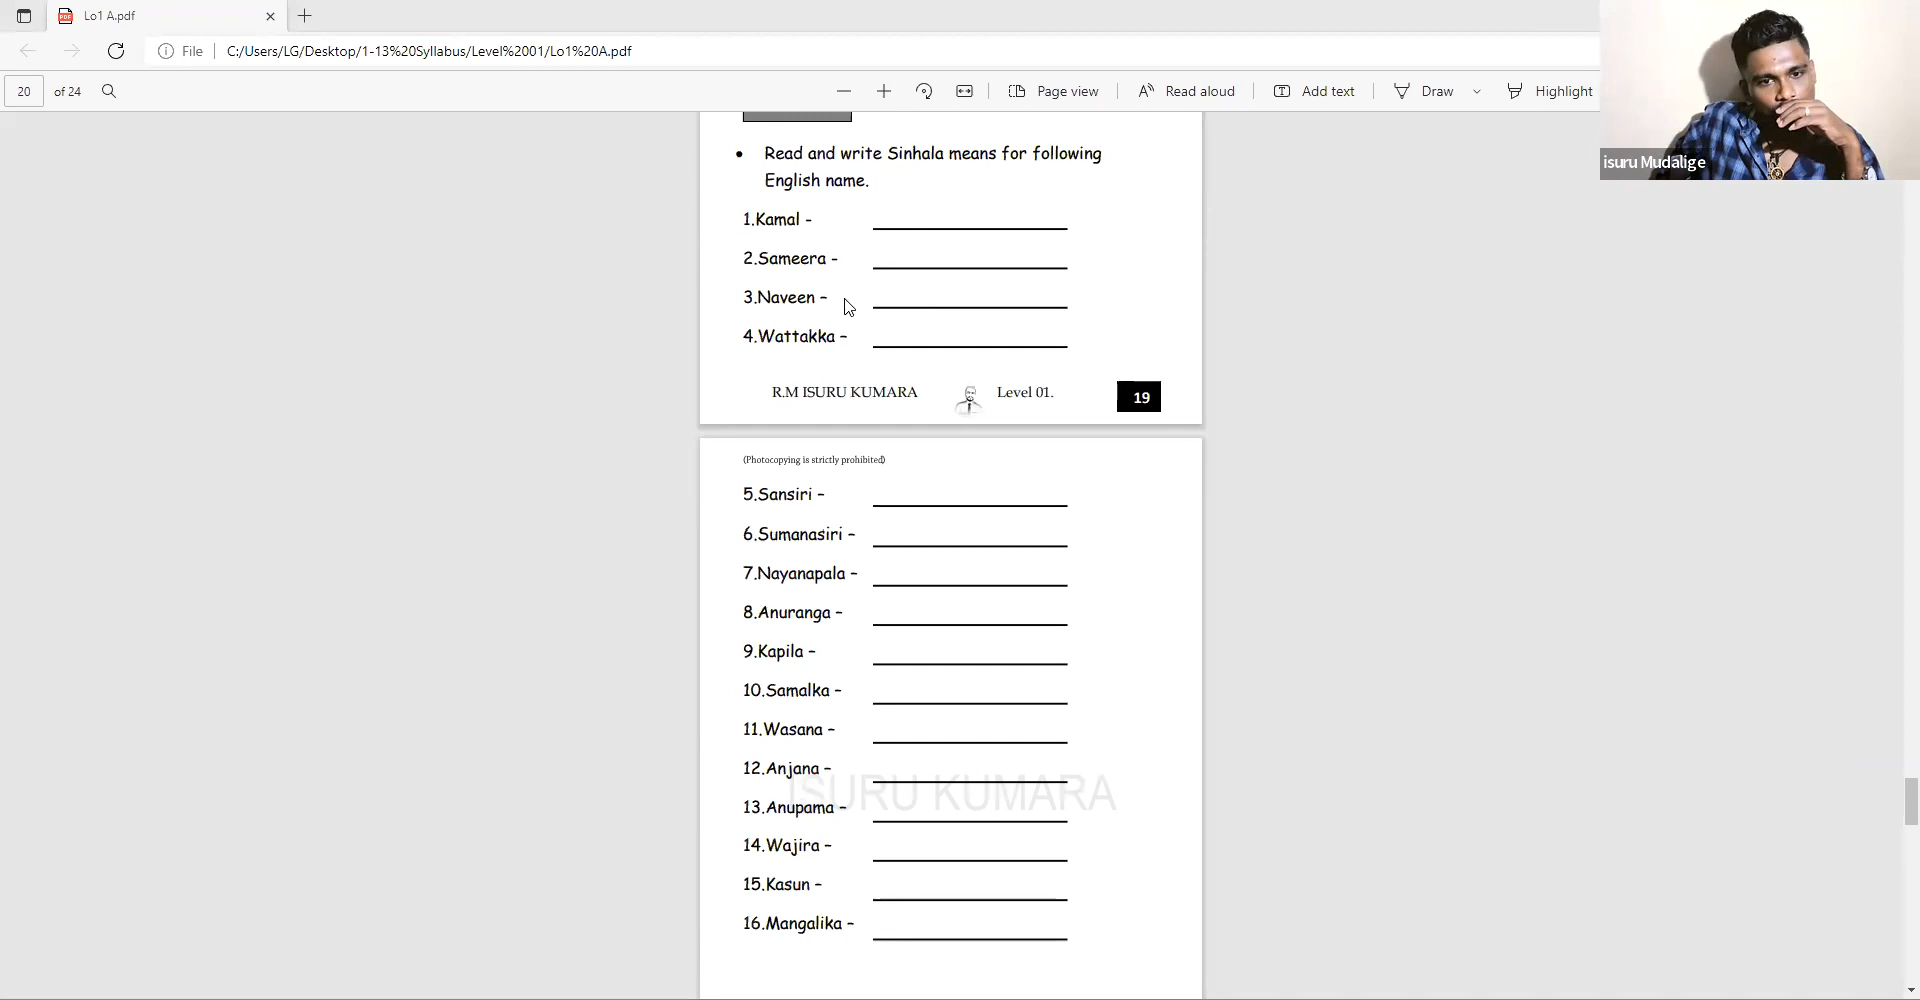 Lo1 A.pdf
File
C:/Users/LG/Desktop/1-13%20Syllabus/Level%2001/Lo1%20A.pdf
20 of 24
Page view
Read aloud
Add text
Draw
Highlight
isuru Mudalige
• Read and write Sinhala means for following
English name.
1.Kamal -
2.Sameera -
3.Naveen –
4.Wattakka –
R.M ISURU KUMARA Level 01. 19
(Photocopying is strictly prohibited)
5.Sansiri –
6.Sumanasiri –
7.Nayanapala –
8.Anuranga –
9.Kapila –
10.Samalka –
11.Wasana –
12.Anjana –
ISURU KUMARA
13.Anupama –
14.Wajira –
15.Kasun –
16.Mangalika –